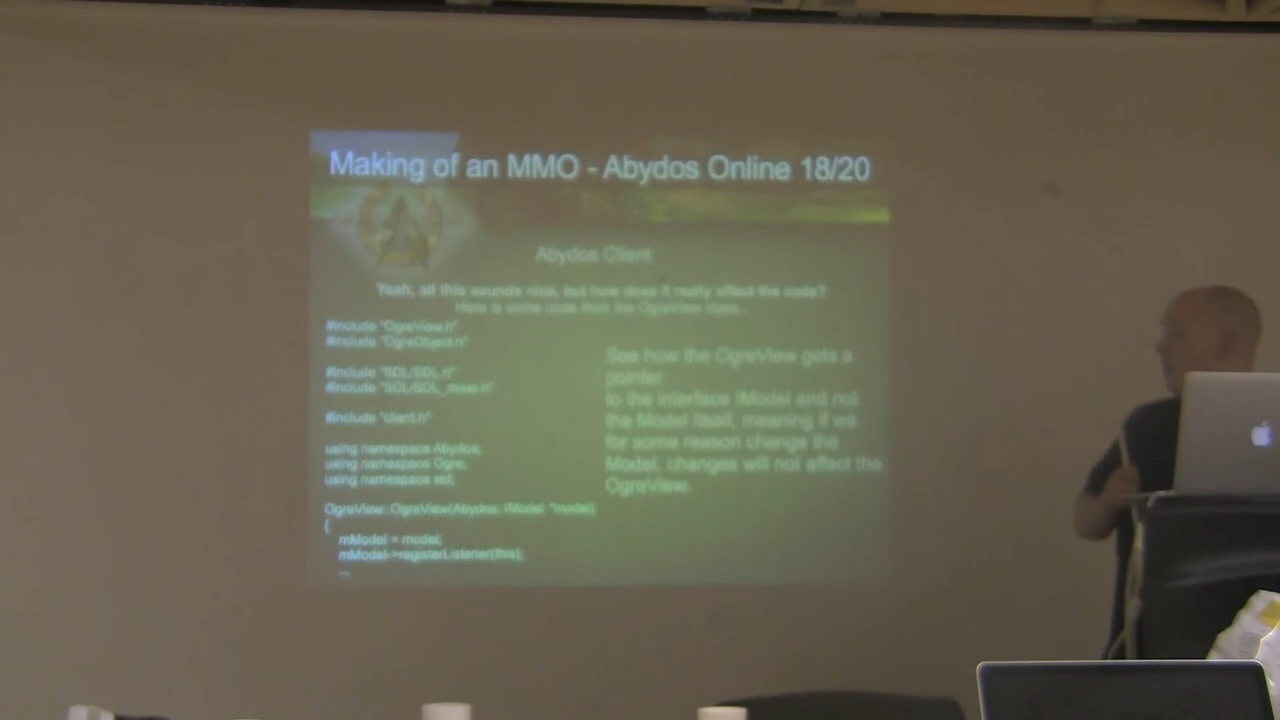 Making of an MMO - Abydos Online 18/20
Abydos Client
Yeah, all this sounds nice, but how does it really affect the code?
Here is some code from the OgreView class...
#include "OgreView.h"
#include "OgreObject.h"
#include "SDL/SDL.h"
#include "SDL/SDL_mixer.h"
#include "client.h"
using namespace Abydos;
using namespace Ogre;
using namespace std;
OgreView::OgreView(Abydos::IModel *model)
{
mModel = model;
mModel->registerListener(this);
...
See how the OgreView gets a
pointer
to the interface IModel and not
the Model itself, meaning if we
for some reason change the
Model, changes will not affect the
OgreView.